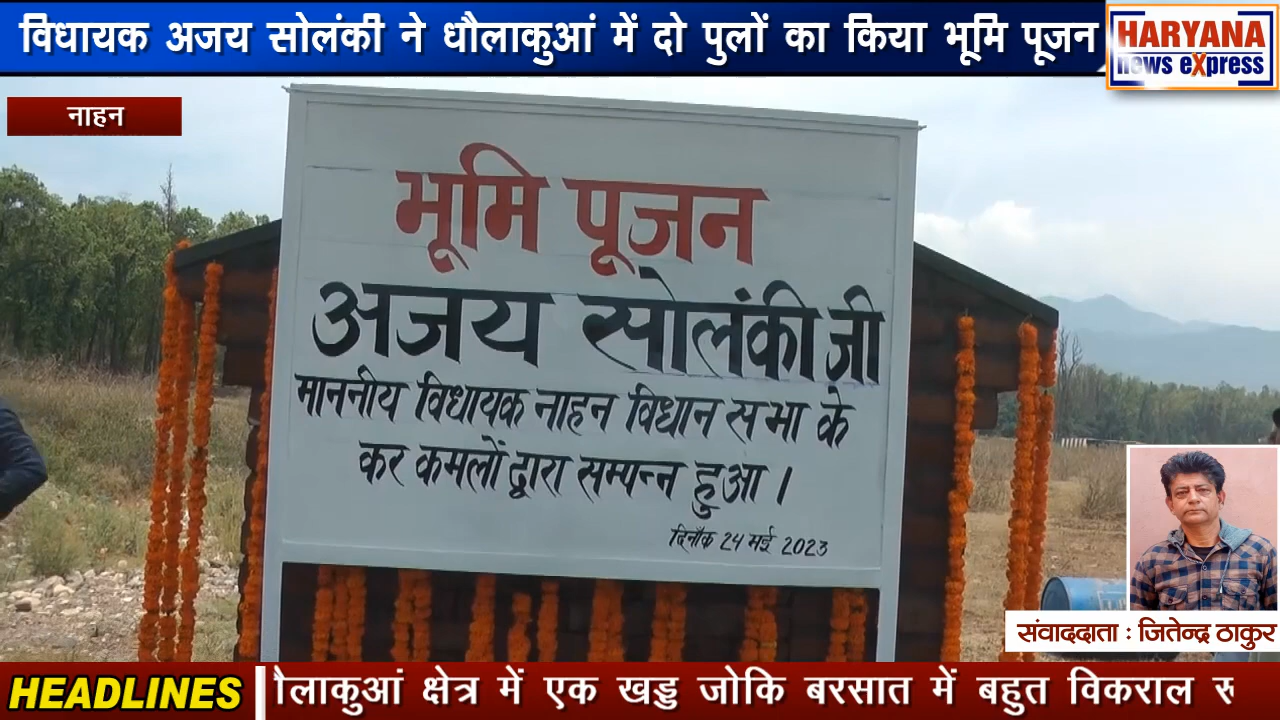 विधायक अजय सोलंकी ने धौलाकुआं में दो पुलों का किया भूमि पूजन
HARYANA
news eXpress
नाहन
भूमि पूजन
अजय सोलंकी जी
माननीय विधायक नाहन विधान सभा के
कर कमलों द्वारा सम्पन्न हुआ ।
दिनाँक 24 मई 2023
संवाददाता : जितेन्द्र ठाकुर
HEADLINES
क्षेत्र में एक खड्ड जोकि बरसात में बहुत विकराल